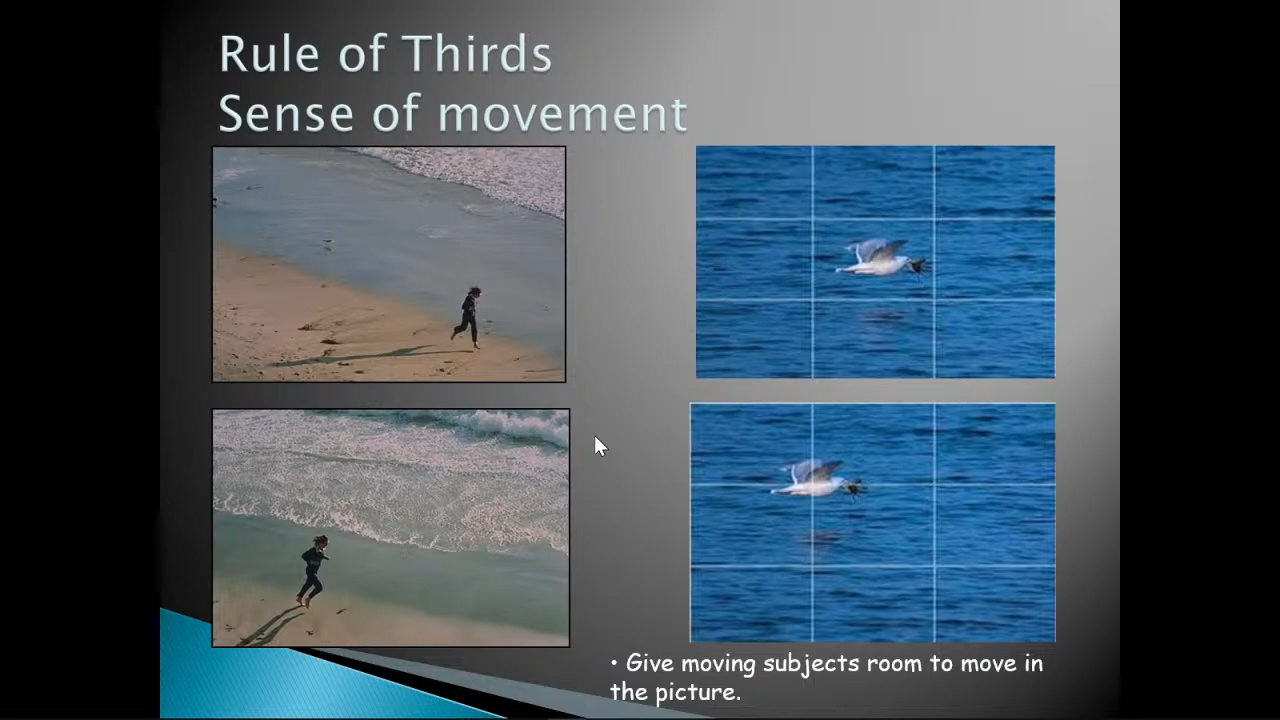 Rule of Thirds
Sense of movement
• Give moving subjects room to move in
the picture.